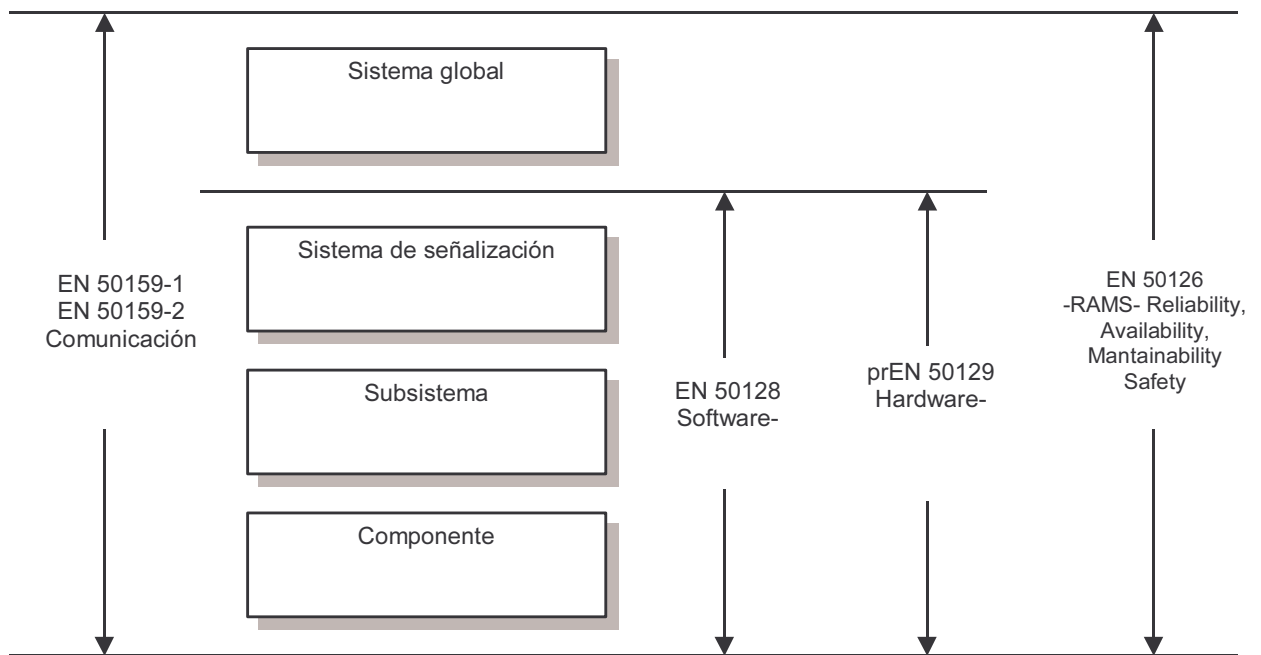 Sistema global
Sistema de señalización
EN 50159-1
EN 50159-2
Comunicación
Subsistema
Componente
EN 50128
Software-
prEN 50129
Hardware-
EN 50126
-RAMS- Reliability,
Availability,
Mantainability
Safety